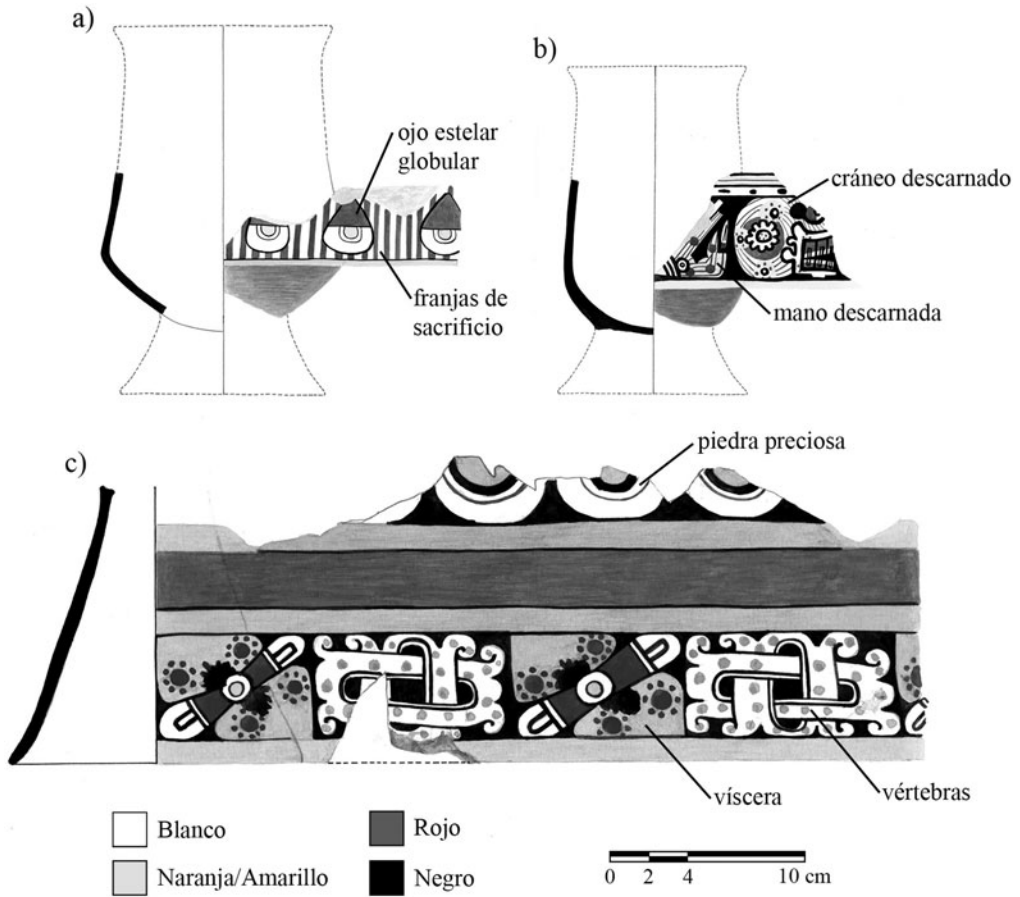 a)
ojo estelar
globular
franjas de
sacrificio
b)
cráneo descarnado
mano descarnada
c)
piedra preciosa
víscera
vértebras
Blanco
Rojo
Naranja/Amarillo
Negro
0 2 4 10 cm